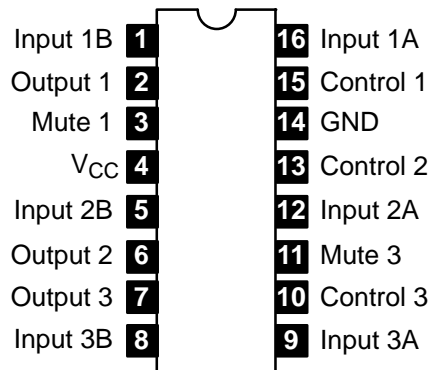 Input 1B 1 16 Input 1A
Output 1 2 15 Control 1
Mute 1 3 14 GND
VCC 4 13 Control 2
Input 2B 5 12 Input 2A
Output 2 6 11 Mute 3
Output 3 7 10 Control 3
Input 3B 8 9 Input 3A